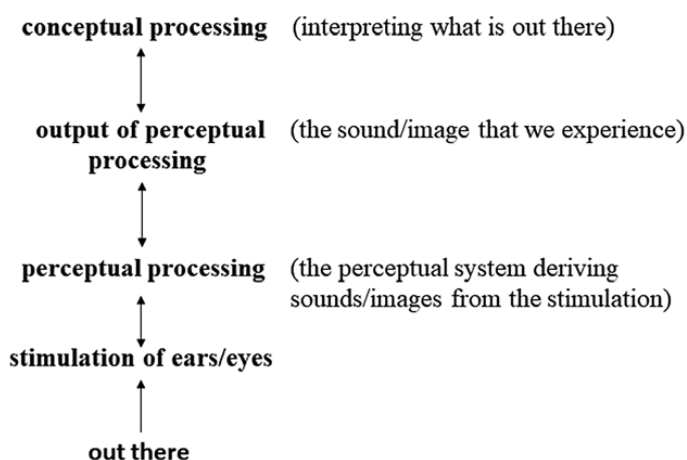 conceptual processing (interpreting what is out there)
output of perceptual (the sound/image that we experience)
processing
perceptual processing (the perceptual system deriving
sounds/images from the stimulation)
stimulation of ears/eyes
out there